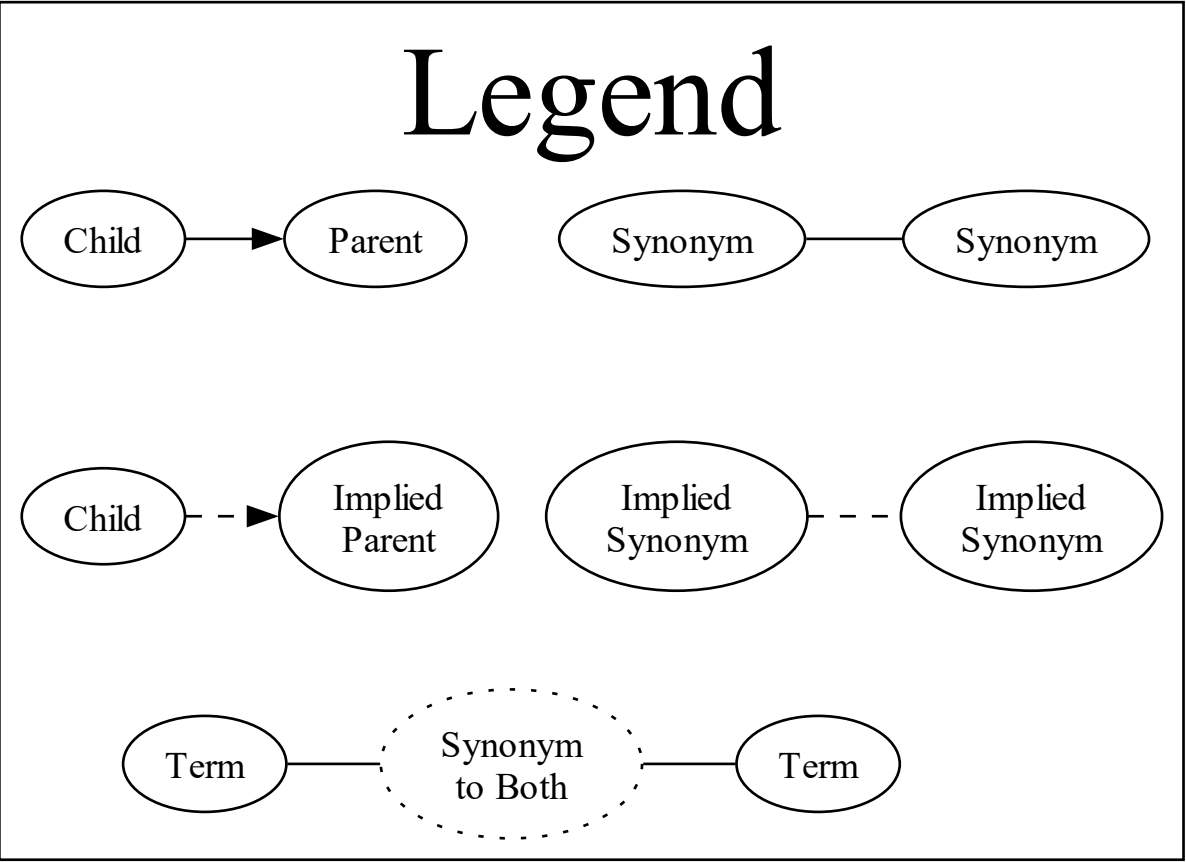 Legend
Child
Parent
Synonym
Synonym
Child
Implied
Parent
Implied
Synonym
Implied
Synonym
Term
Synonym
to Both
Term